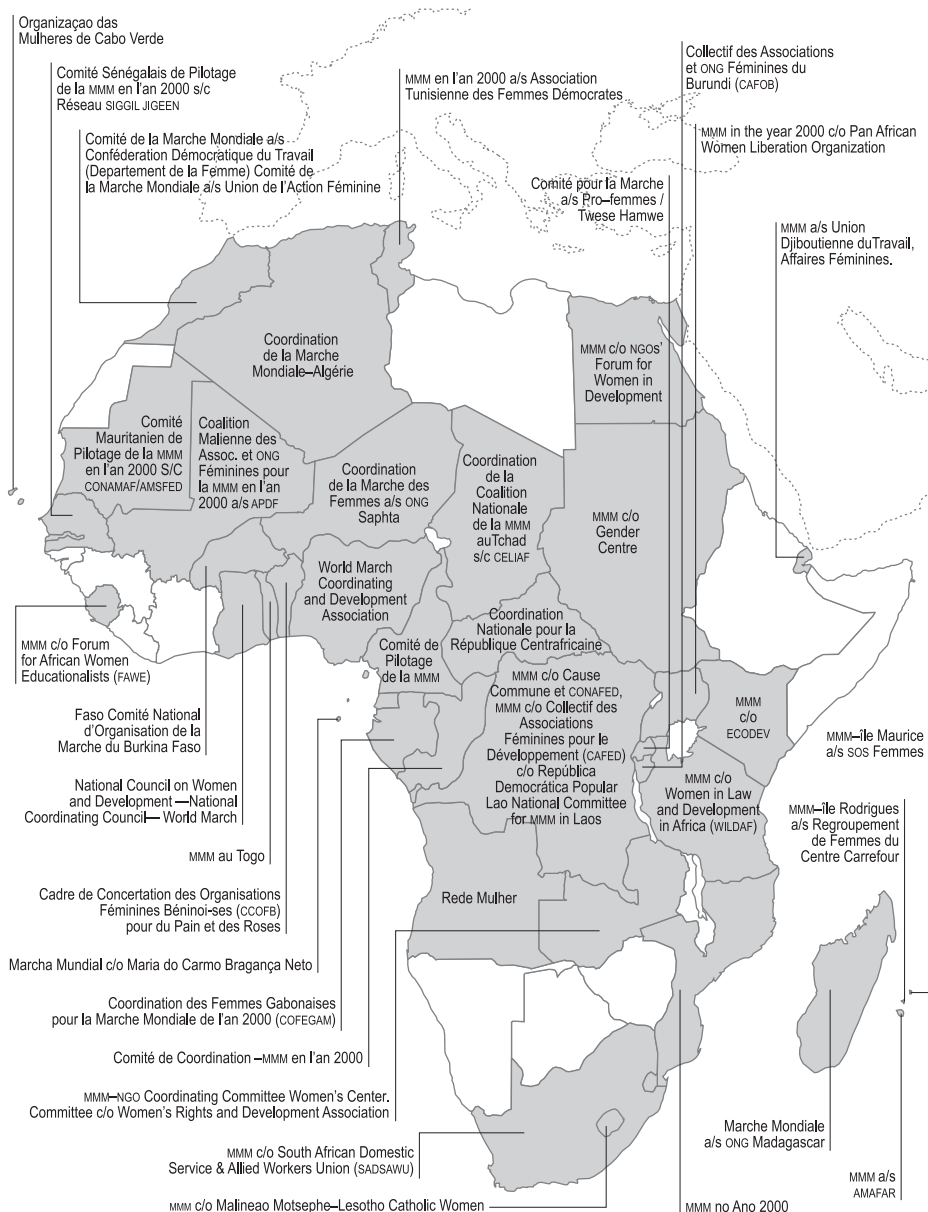 Organizaçao das
Mulheres de Cabo Verde
Comité Sénégalais de Pilotage
de la MMM en l'an 2000 s/c
Réseau SIGGIL JIGEEN
Comité de la Marche Mondiale a/s
Conféderation Démocratique du Travail
(Departement de la Femme) Comité de
la Marche Mondiale a/s Union de l'Action Féminine
MMM en l'an 2000 a/s Association
Tunisienne des Femmes Démocrates
Collectif des Associations
et ONG Féminines du
Burundi (CAFOB)
MMM in the year 2000 c/o Pan African
Women Liberation Organization
Comité pour la Marche
a/s Pro–femmes /
Twese Hamwe
MMM a/s Union
Djiboutienne duTravail,
Affaires Féminines.
Coordination
de la Marche
Mondiale–Algérie
MMM c/o NGOs'
Forum for
Women in
Development
Comité
Mauritanien de
Pilotage de la MMM
en l'an 2000 S/C
CONAMAF/AMSFED
Coalition
Malienne des
Assoc. et ONG
Féminines pour
la MMM en l'an
2000 a/s APDF
Coordination
de la Marche des
Femmes a/s ONG
Saphta
Coordination
de la
Coalition
Nationale
de la MMM
auTchad
s/c CELIAF
MMM c/o
Gender
Centre
World March
Coordinating
and Development
Association
Coordination
Nationale pour la
République Centrafricaine
Comité de
Pilotage
de la MMM
MMM c/o Forum
for African Women
Educationalists (FAWE)
MMM c/o Cause
Commune et CONAFED,
MMM c/o Collectif des
Associations
Féminines pour le
Développement (CAFED)
c/o República
Democrática Popular
Lao National Committee
for MMM in Laos
MMM
c/o
ECODEV
MMM–île Maurice
a/s SOS Femmes
Faso Comité National
d'Organisation de la
Marche du Burkina Faso
MMM c/o
Women in Law
and Development
in Africa (WILDAF)
National Council on Women
and Development —National
Coordinating Council— World March
MMM–île Rodrigues
a/s Regroupement
de Femmes du
Centre Carrefour
MMM au Togo
Cadre de Concertation des Organisations
Féminines Béninoi-ses (CCOFB)
pour du Pain et des Roses
Rede Mulher
Marcha Mundial c/o Maria do Carmo Bragança Neto
Coordination des Femmes Gabonaises
pour la Marche Mondiale de l'an 2000 (COFEGAM)
Comité de Coordination –MMM en l'an 2000
MMM–NGO Coordinating Committee Women's Center.
Committee c/o Women's Rights and Development Association
Marche Mondiale
a/s ONG Madagascar
MMM c/o South African Domestic
Service & Allied Workers Union (SADSAWU)
MMM a/s
AMAFAR
MMM c/o Malineao Motsephe–Lesotho Catholic Women
MMM no Ano 2000